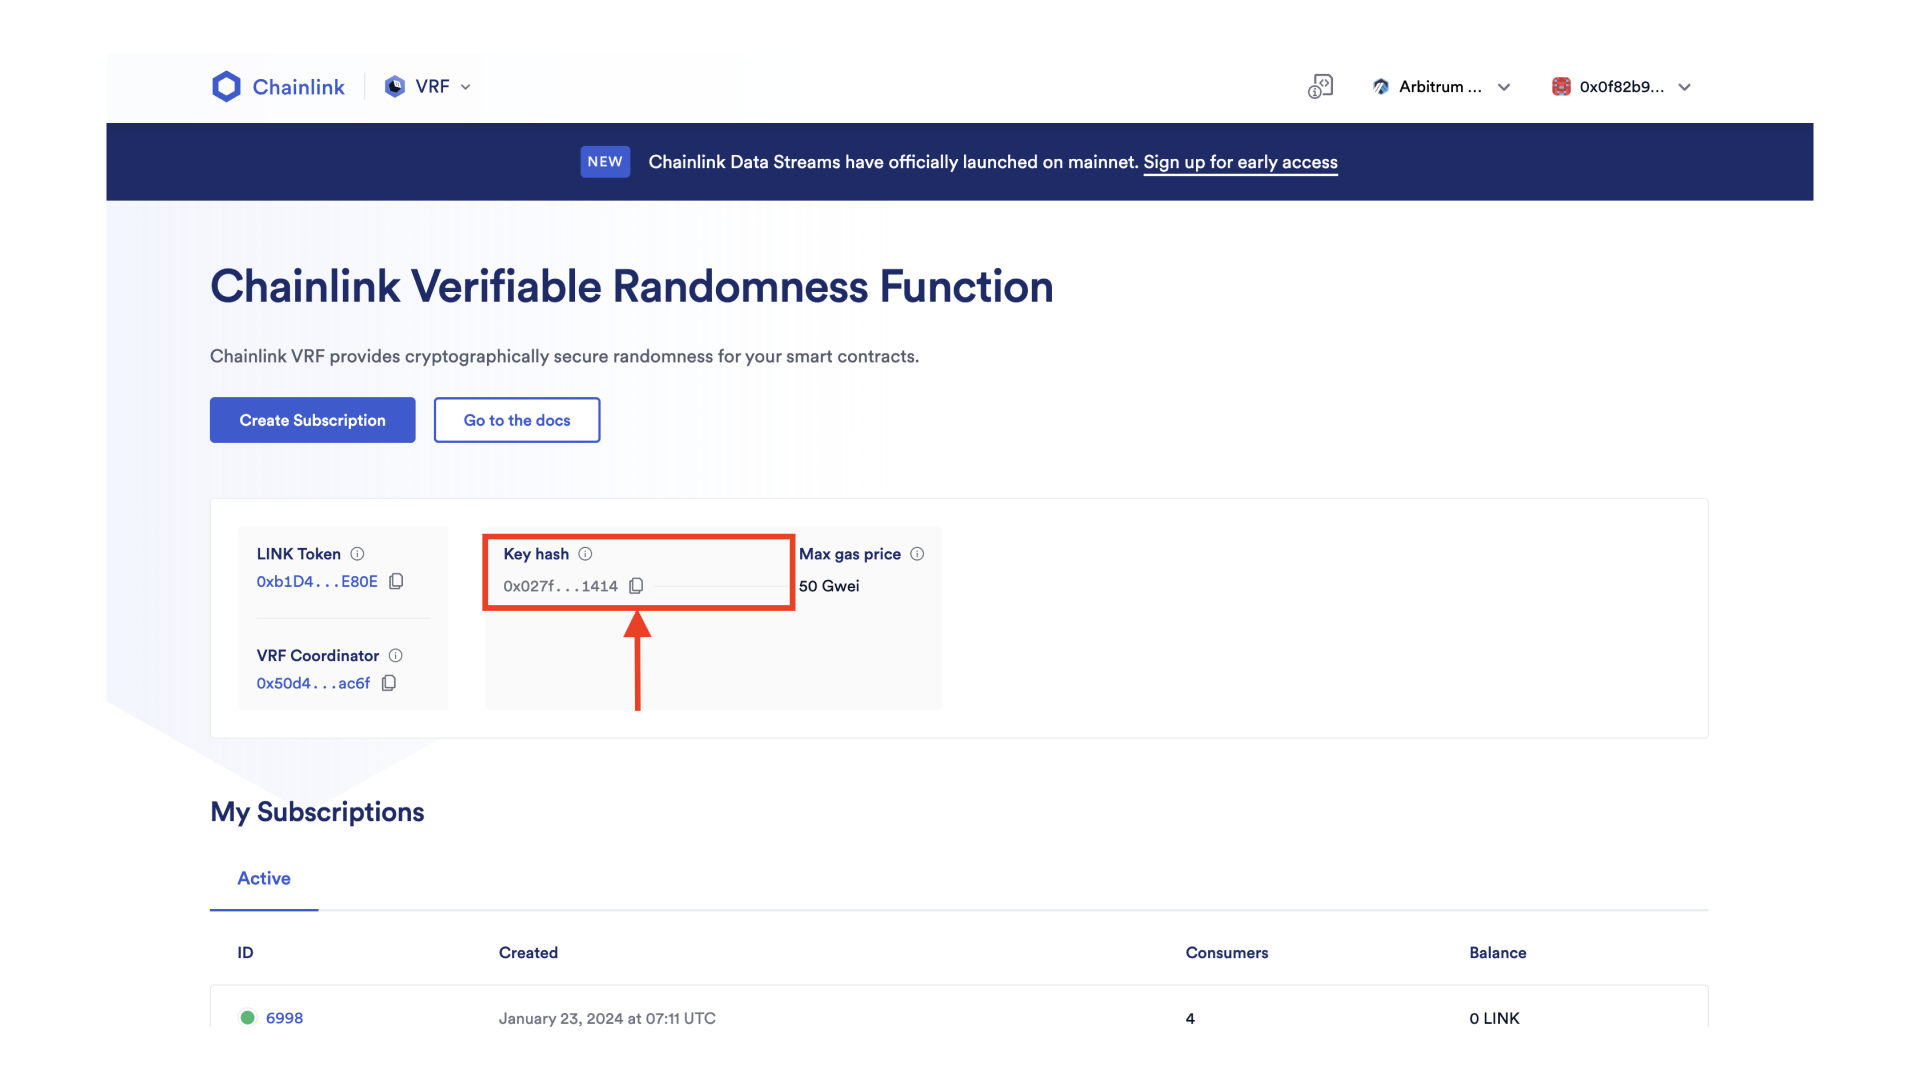 Chainlink VRF Arbitrum ... 0x0f82b9...
NEW Chainlink Data Streams have officially launched on mainnet. Sign up for early access
Chainlink Verifiable Randomness Function
Chainlink VRF provides cryptographically secure randomness for your smart contracts.
Create Subscription Go to the docs
LINK Token Key hash Max gas price
0xb1D4...E80E 0x027f...1414 50 Gwei
VRF Coordinator
0x50d4...ac6f
My Subscriptions
Active
ID Created Consumers Balance
6998 January 23, 2024 at 07:11 UTC 4 0 LINK